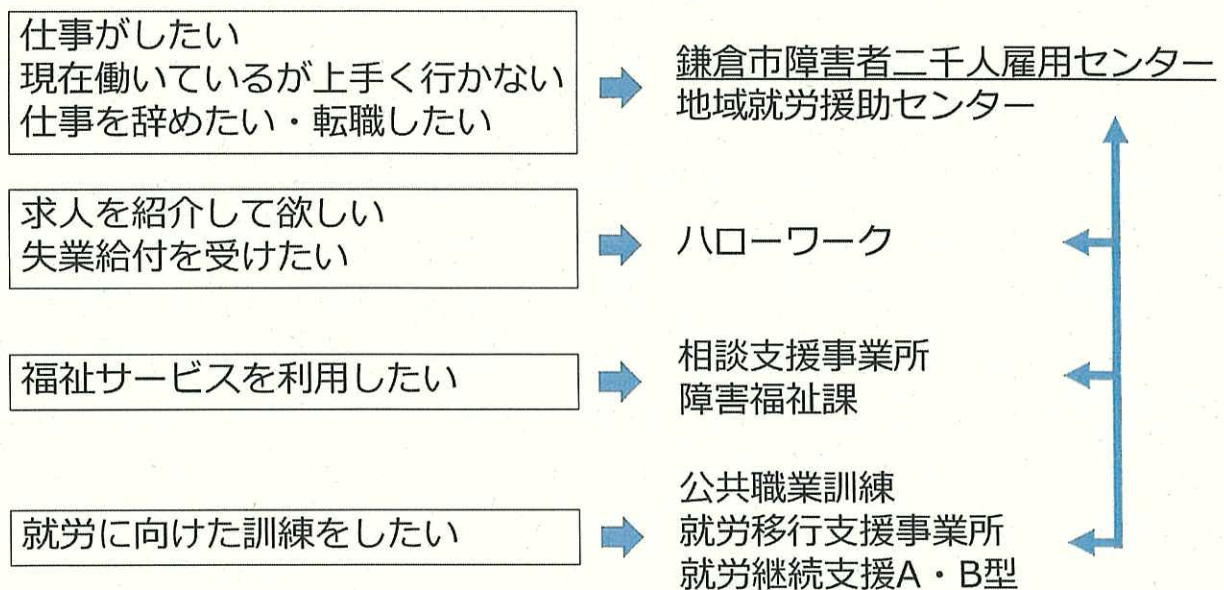 仕事がしたい
現在働いているが上手く行かない
仕事を辞めたい・転職したい
鎌倉市障害者二千人雇用センター
地域就労援助センター
求人を紹介して欲しい
失業給付を受けたい
ハローワーク
福祉サービスを利用したい
相談支援事業所
障害福祉課
就労に向けた訓練をしたい
公共職業訓練
就労移行支援事業所
就労継続支援A・B型